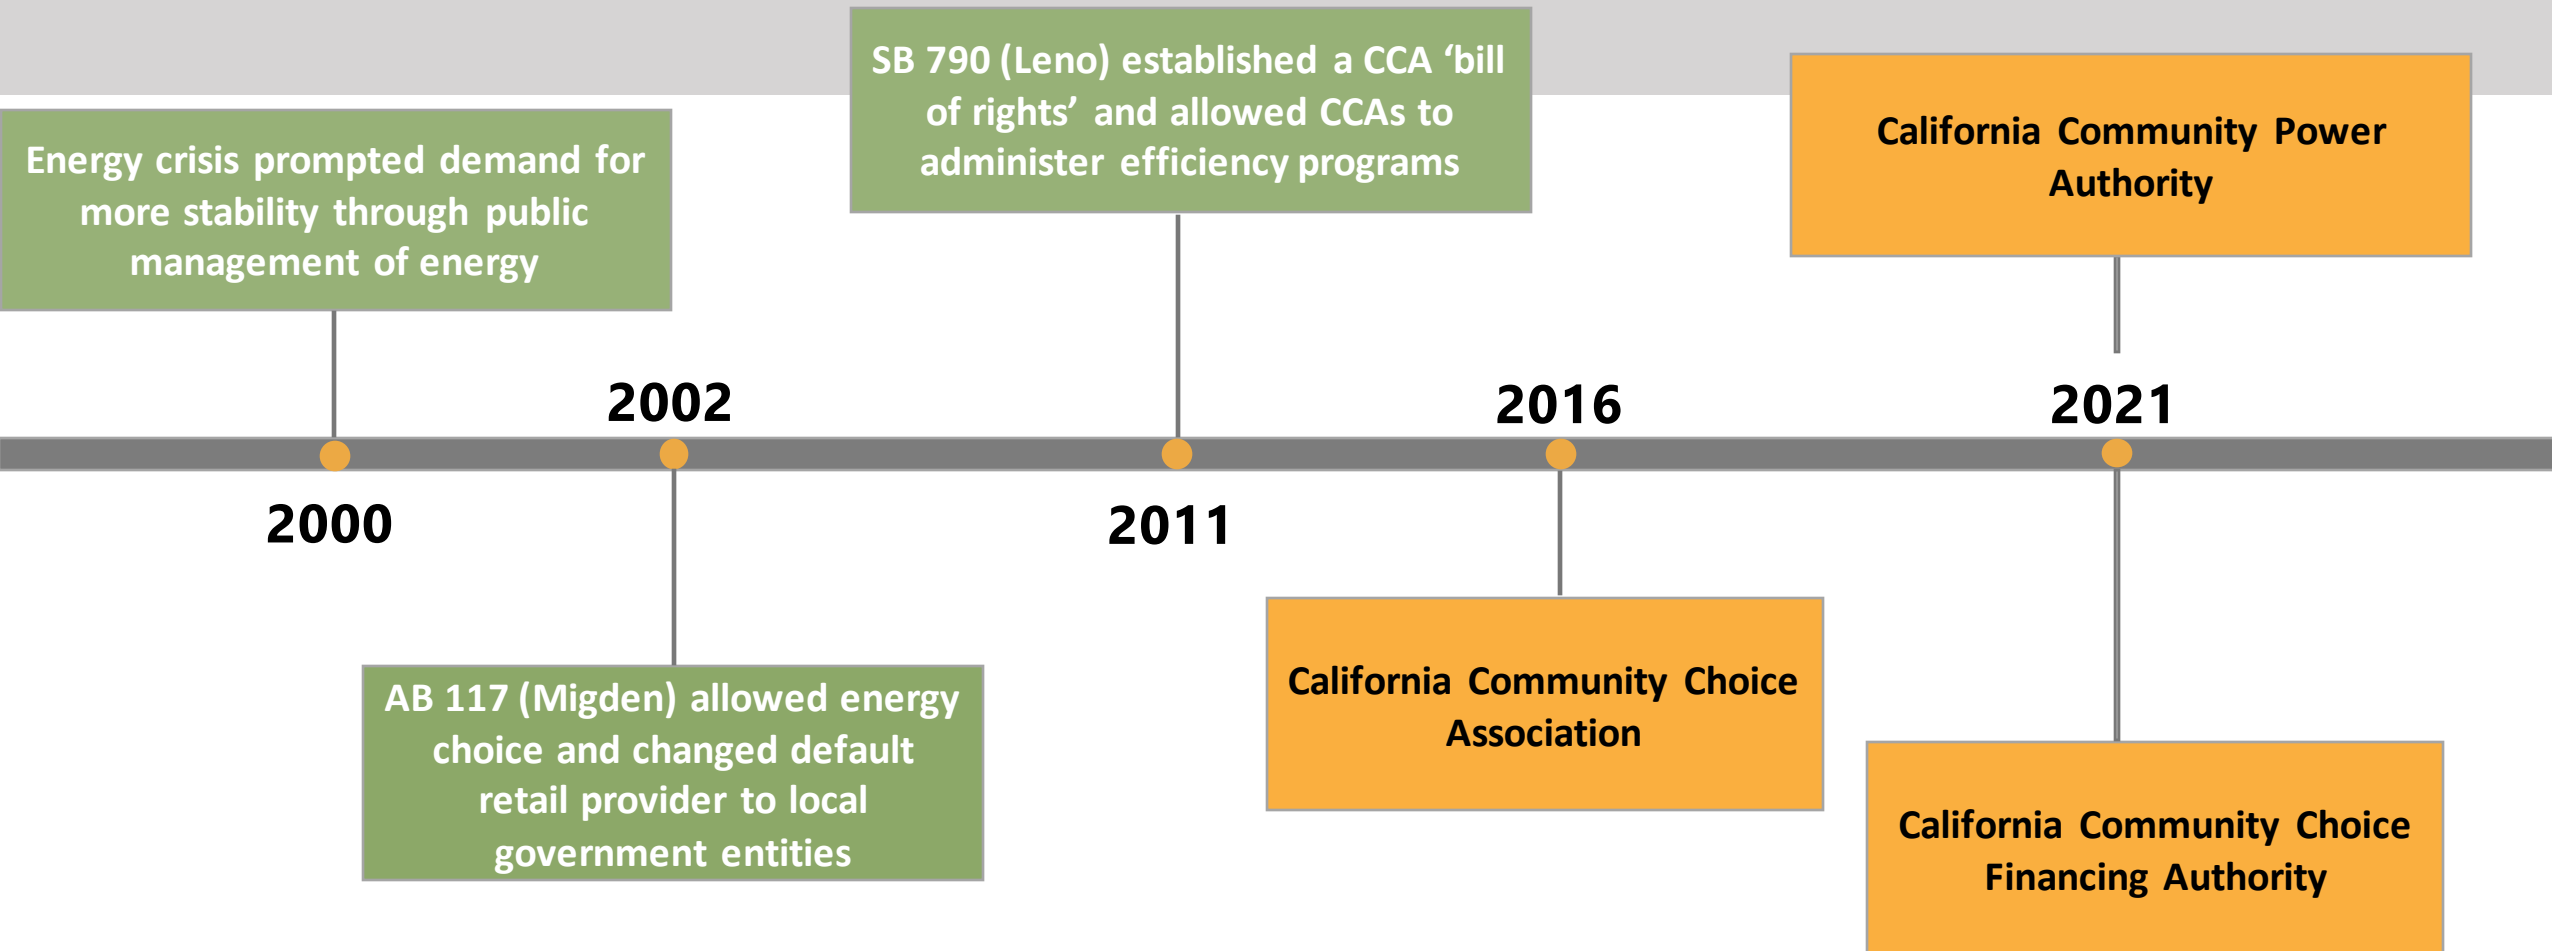 Energy crisis prompted demand for
more stability through public
management of energy
2000
2002
AB 117 (Migden) allowed energy
choice and changed default
retail provider to local
government entities
SB 790 (Leno) established a CCA ‘bill
of rights’ and allowed CCAs to
administer efficiency programs
2011
2016
California Community Choice
Association
California Community Power
Authority
2021
California Community Choice
Financing Authority